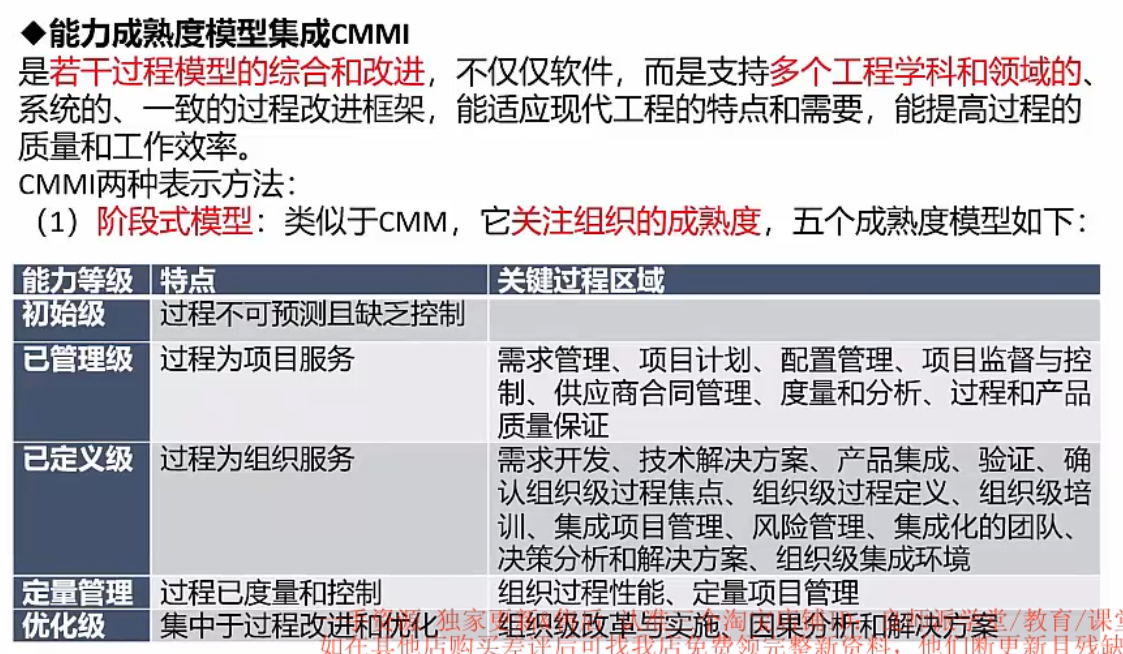 ◆能力成熟度模型集成CMMI
是若干过程模型的综合和改进，不仅仅软件，而是支持多个工程学科和领域的、
系统的、一致的过程改进框架，能适应现代工程的特点和需要，能提高过程的
质量和工作效率。
CMMI两种表示方法：
（1）阶段式模型：类似于CMM，它关注组织的成熟度，五个成熟度模型如下：
能力等级 特点 关键过程区域
初始级 过程不可预测且缺乏控制
已管理级 过程为项目服务 需求管理、项目计划、配置管理、项目监督与控
制、供应商合同管理、度量和分析、过程和产品
质量保证
已定义级 过程为组织服务 需求开发、技术解决方案、产品集成、验证、确
认组织级过程焦点、组织级过程定义、组织级培
训、集成项目管理、风险管理、集成化的团队、
决策分析和解决方案、组织级集成环境
定量管理 过程已度量和控制 组织过程性能、定量项目管理
优化级 集中于过程改进和优化 组织级改革与实施、因果分析和解决方案
一手资源 独家更新 学堂/教育/课堂
如在其他店购买差评后可找我店免费领完整新资料，他们断更新且残缺